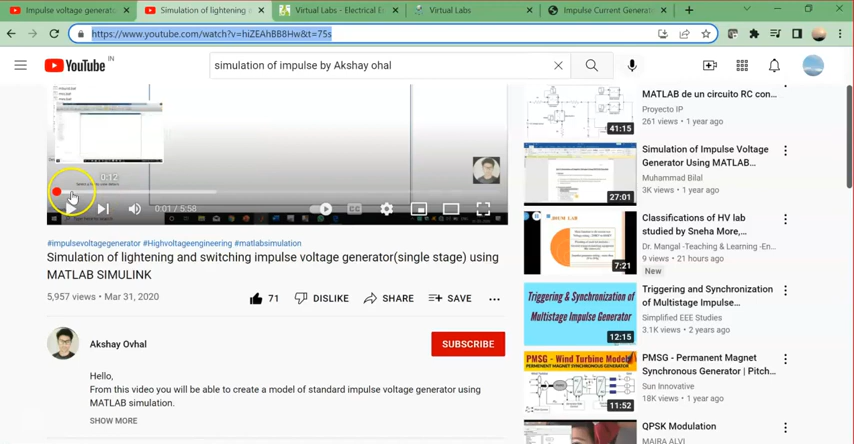 Impulse voltage generator
Simulation of lightening a
Virtual Labs - Electrical E
Virtual Labs
Impulse Current Generat
https://www.youtube.com/watch?v=hiZEAhBB8Hw&t=75s
YouTube IN
simulation of impulse by Akshay ohal
0:12
0:01 / 5:58
CC
#impulsevoltagegenerator #Highvoltageengineering #matlabsimulation
Simulation of lightening and switching impulse voltage generator(single stage) using
MATLAB SIMULINK
5,957 views • Mar 31, 2020
71 DISLIKE SHARE SAVE
Akshay Ovhal
SUBSCRIBE
Hello,
From this video you will be able to create a model of standard impulse voltage generator using
MATLAB simulation.
SHOW MORE
MATLAB de un circuito RC con...
Proyecto IP
261 views • 1 year ago
41:15
Simulation of Impulse Voltage
Generator Using MATLAB...
Muhammad Bilal
3K views • 1 year ago
27:01
Classifications of HV lab
studied by Sneha More,...
Dr. Mangal -Teaching & Learning -En...
9 views • 21 hours ago
New
7:21
Triggering & Synchronization
of Multistage Impulse
Generator
12:15
Triggering and Synchronization
of Multistage Impulse...
Simplified EEE Studies
3.1K views • 2 years ago
PMSG - Wind Turbine Model
11:52
PMSG - Permanent Magnet
Synchronous Generator | Pitch...
Sun Innovative
18K views • 1 year ago
QPSK Modulation
MAIRA ALVI